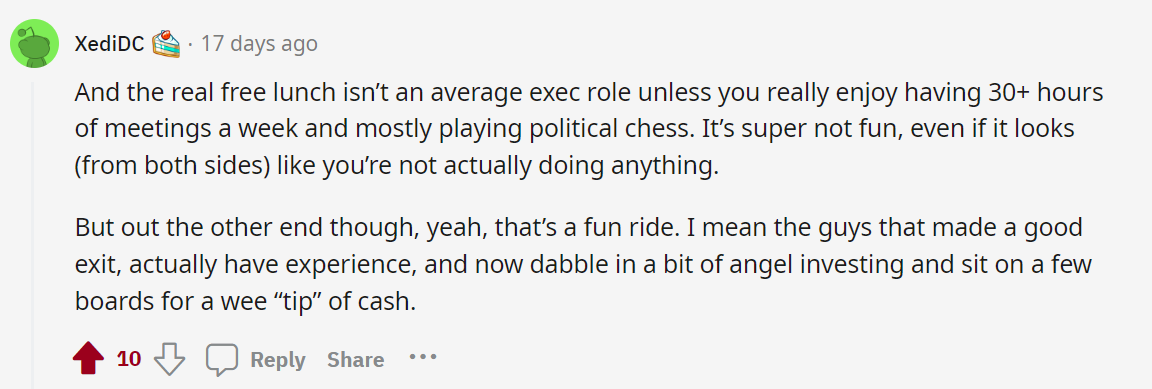 XediDC · 17 days ago
And the real free lunch isn’t an average exec role unless you really enjoy having 30+ hours
of meetings a week and mostly playing political chess. It’s super not fun, even if it looks
(from both sides) like you’re not actually doing anything.
But out the other end though, yeah, that’s a fun ride. I mean the guys that made a good
exit, actually have experience, and now dabble in a bit of angel investing and sit on a few
boards for a wee “tip” of cash.
10 Reply Share ···